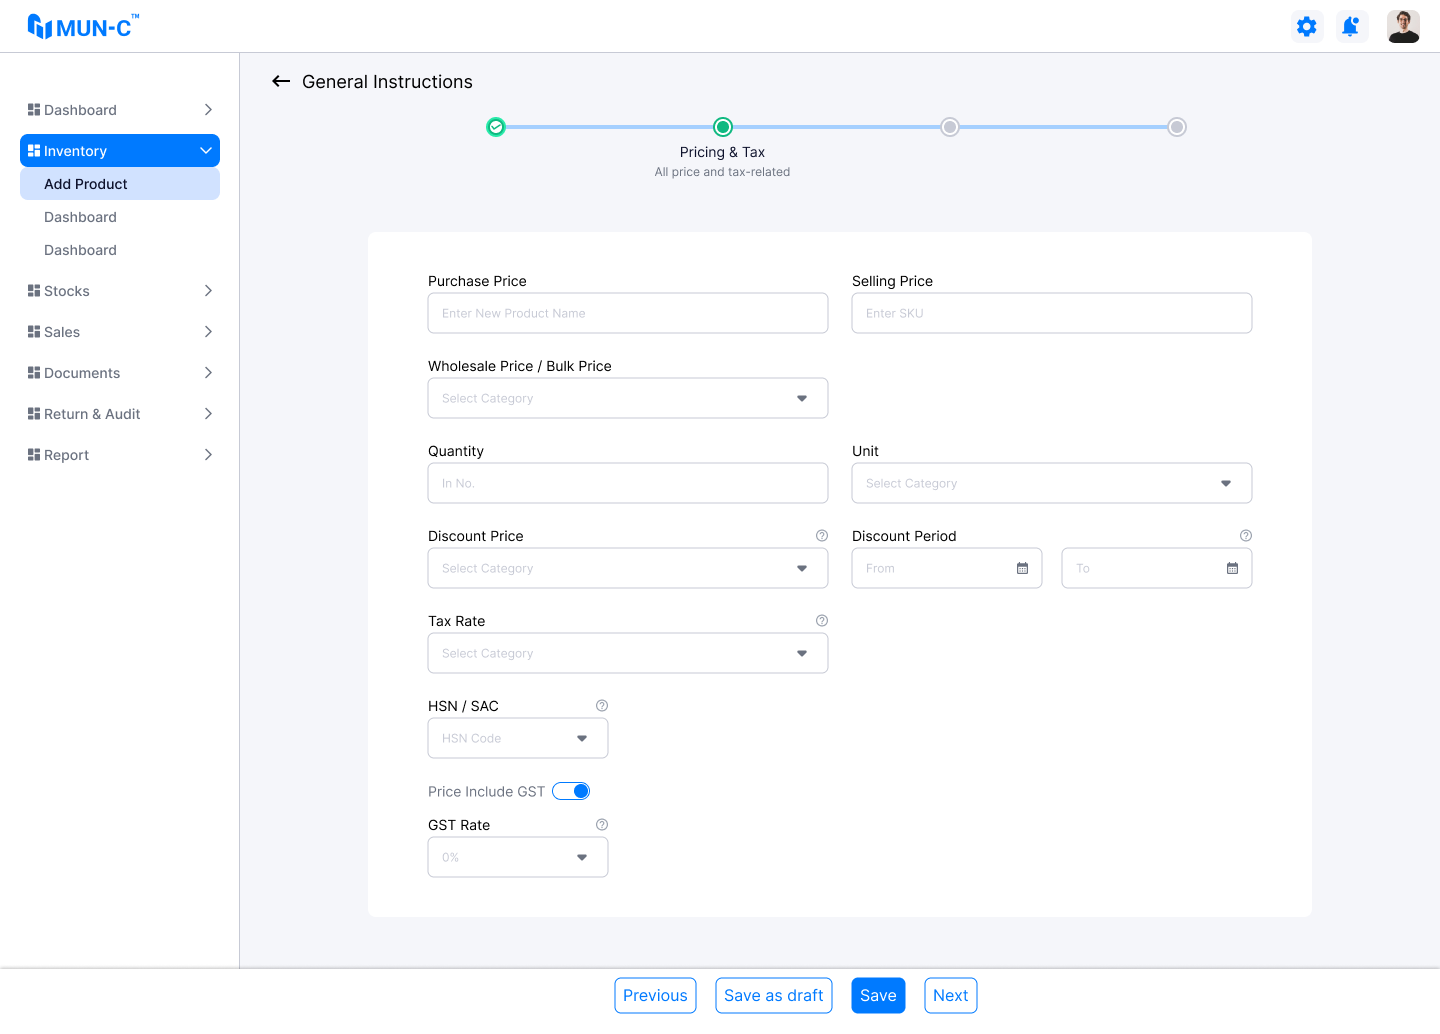 MUN-C™
General Instructions
Dashboard
Inventory
Add Product
Dashboard
Dashboard
Stocks
Sales
Documents
Return & Audit
Report
Pricing & Tax
All price and tax-related
Purchase Price
Enter New Product Name
Selling Price
Enter SKU
Wholesale Price / Bulk Price
Select Category
Quantity
In No.
Unit
Select Category
Discount Price
Select Category
Discount Period
From
To
Tax Rate
Select Category
HSN / SAC
HSN Code
Price Include GST
GST Rate
0%
Previous
Save as draft
Save
Next